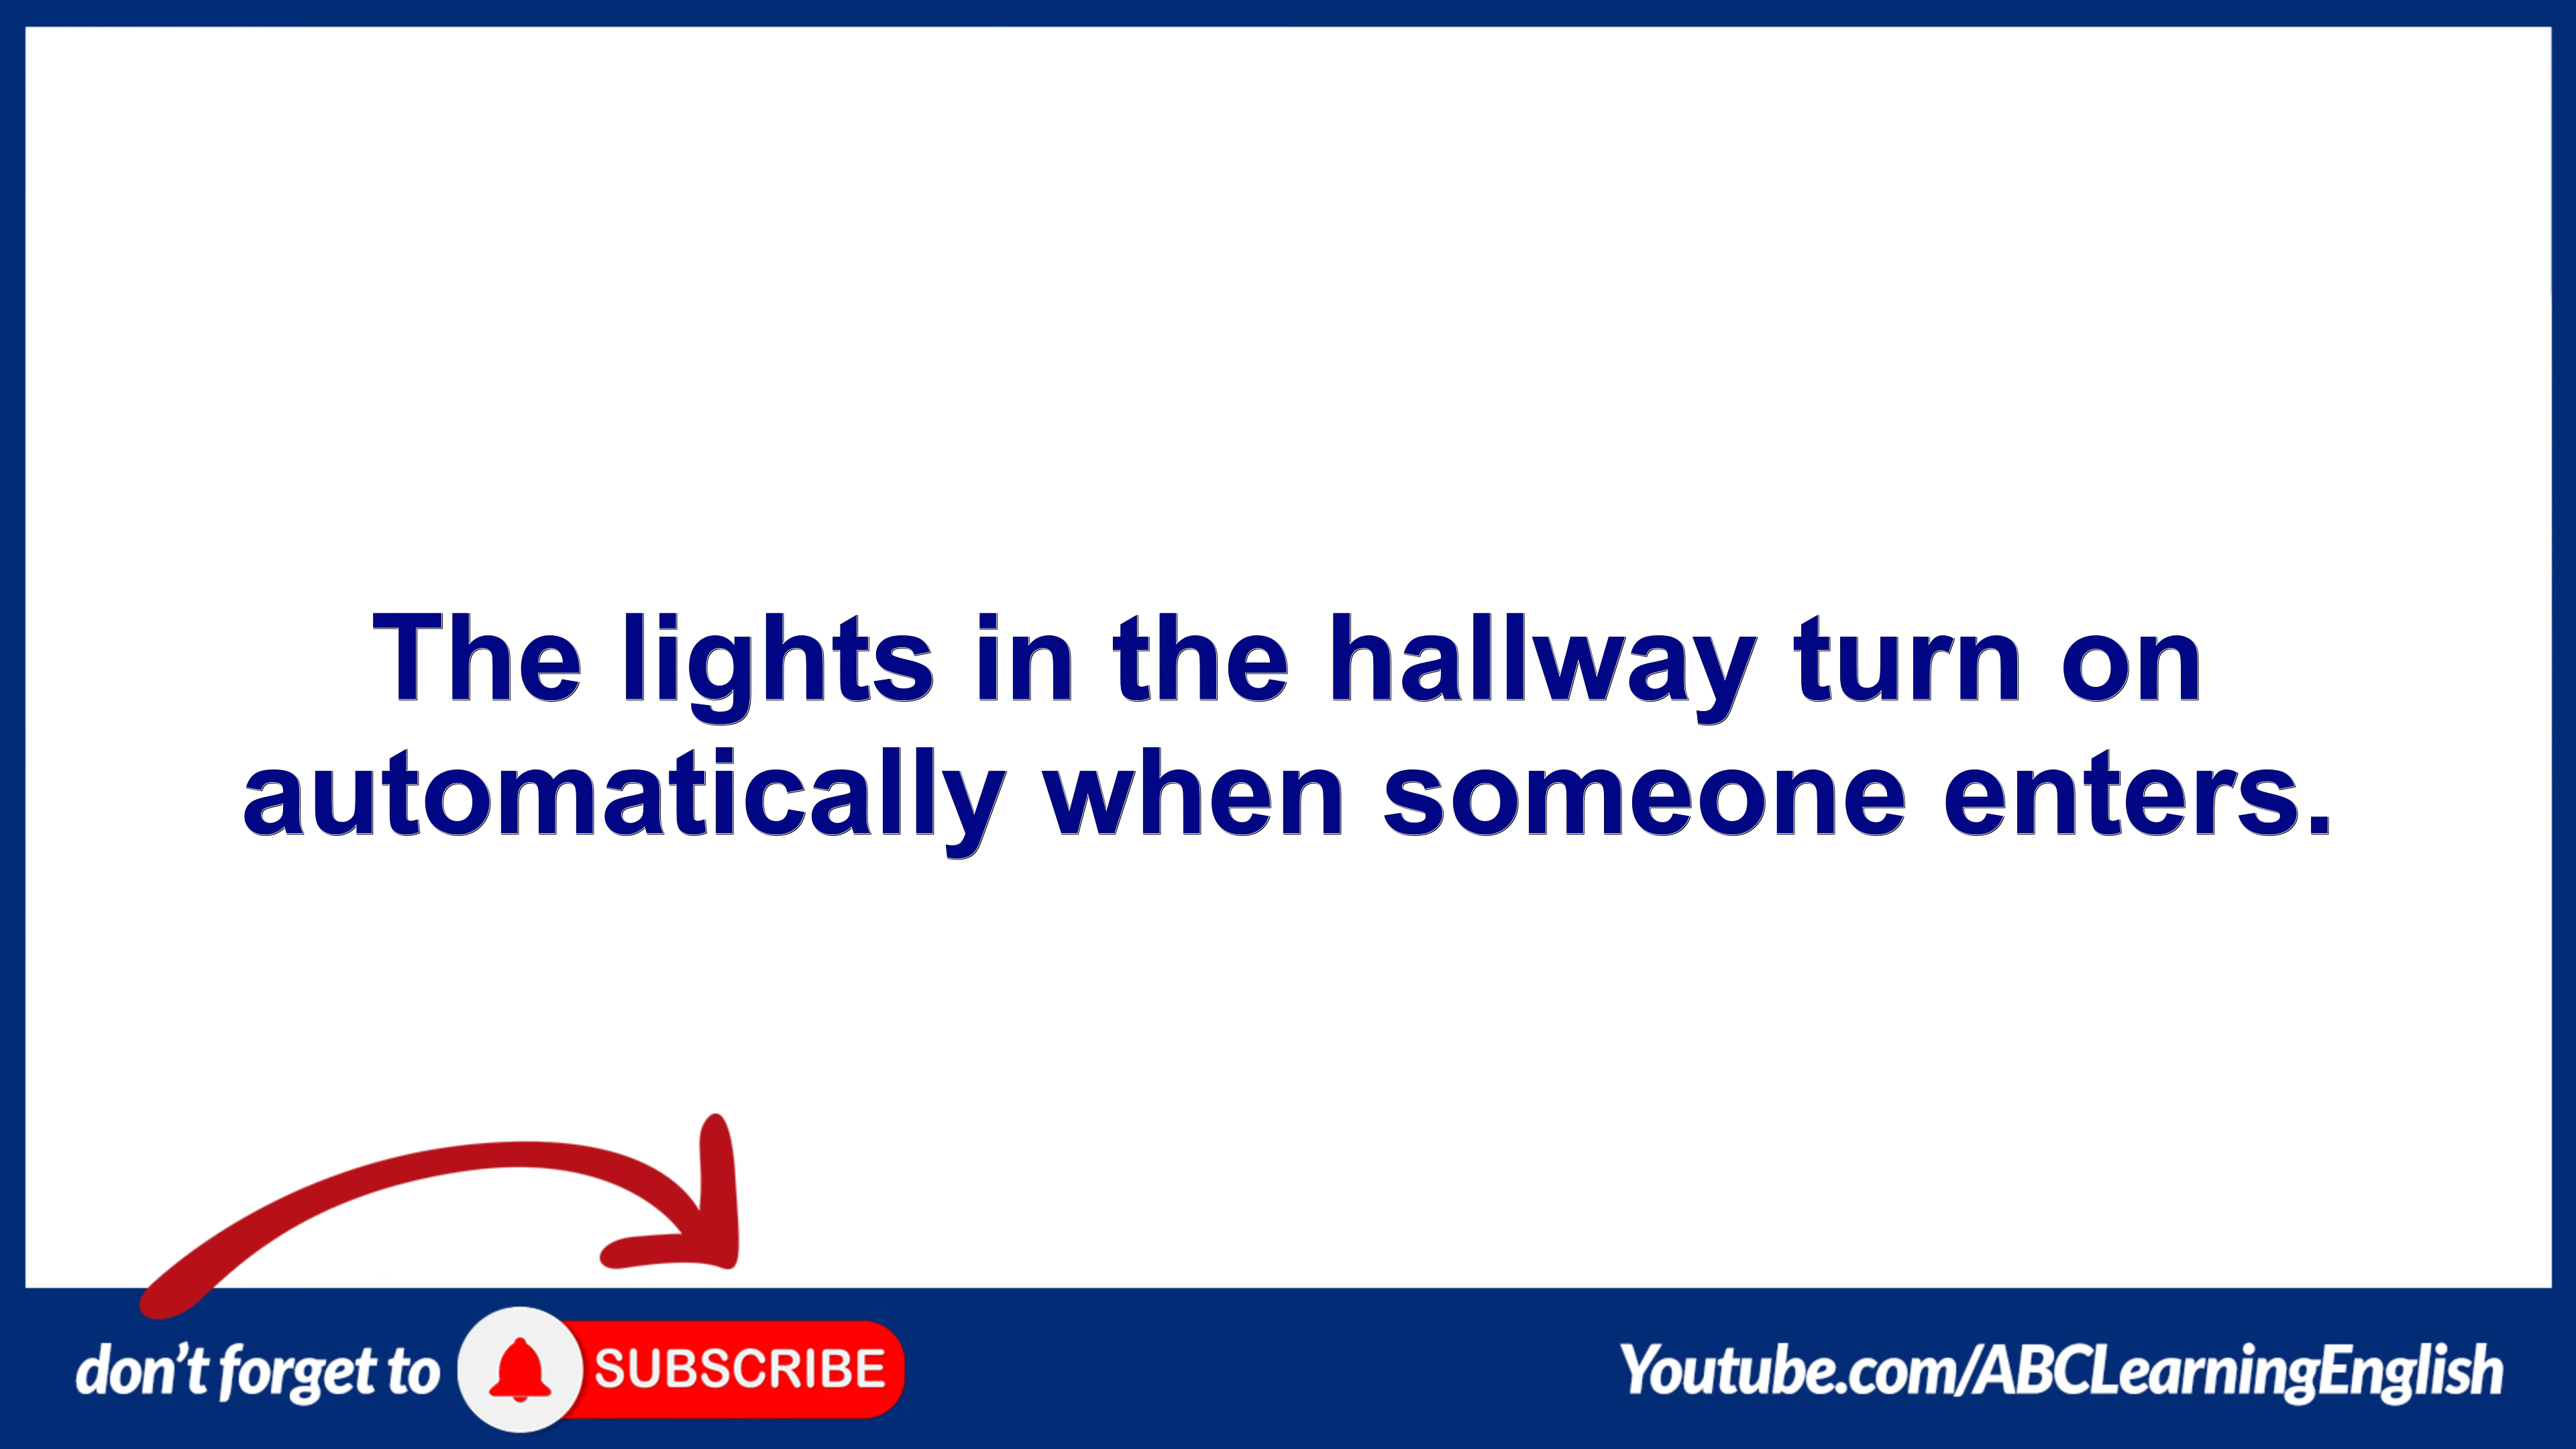 The lights in the hallway turn on
automatically when someone enters.
don't forget to SUBSCRIBE Youtube.com/ABCLearningEnglish